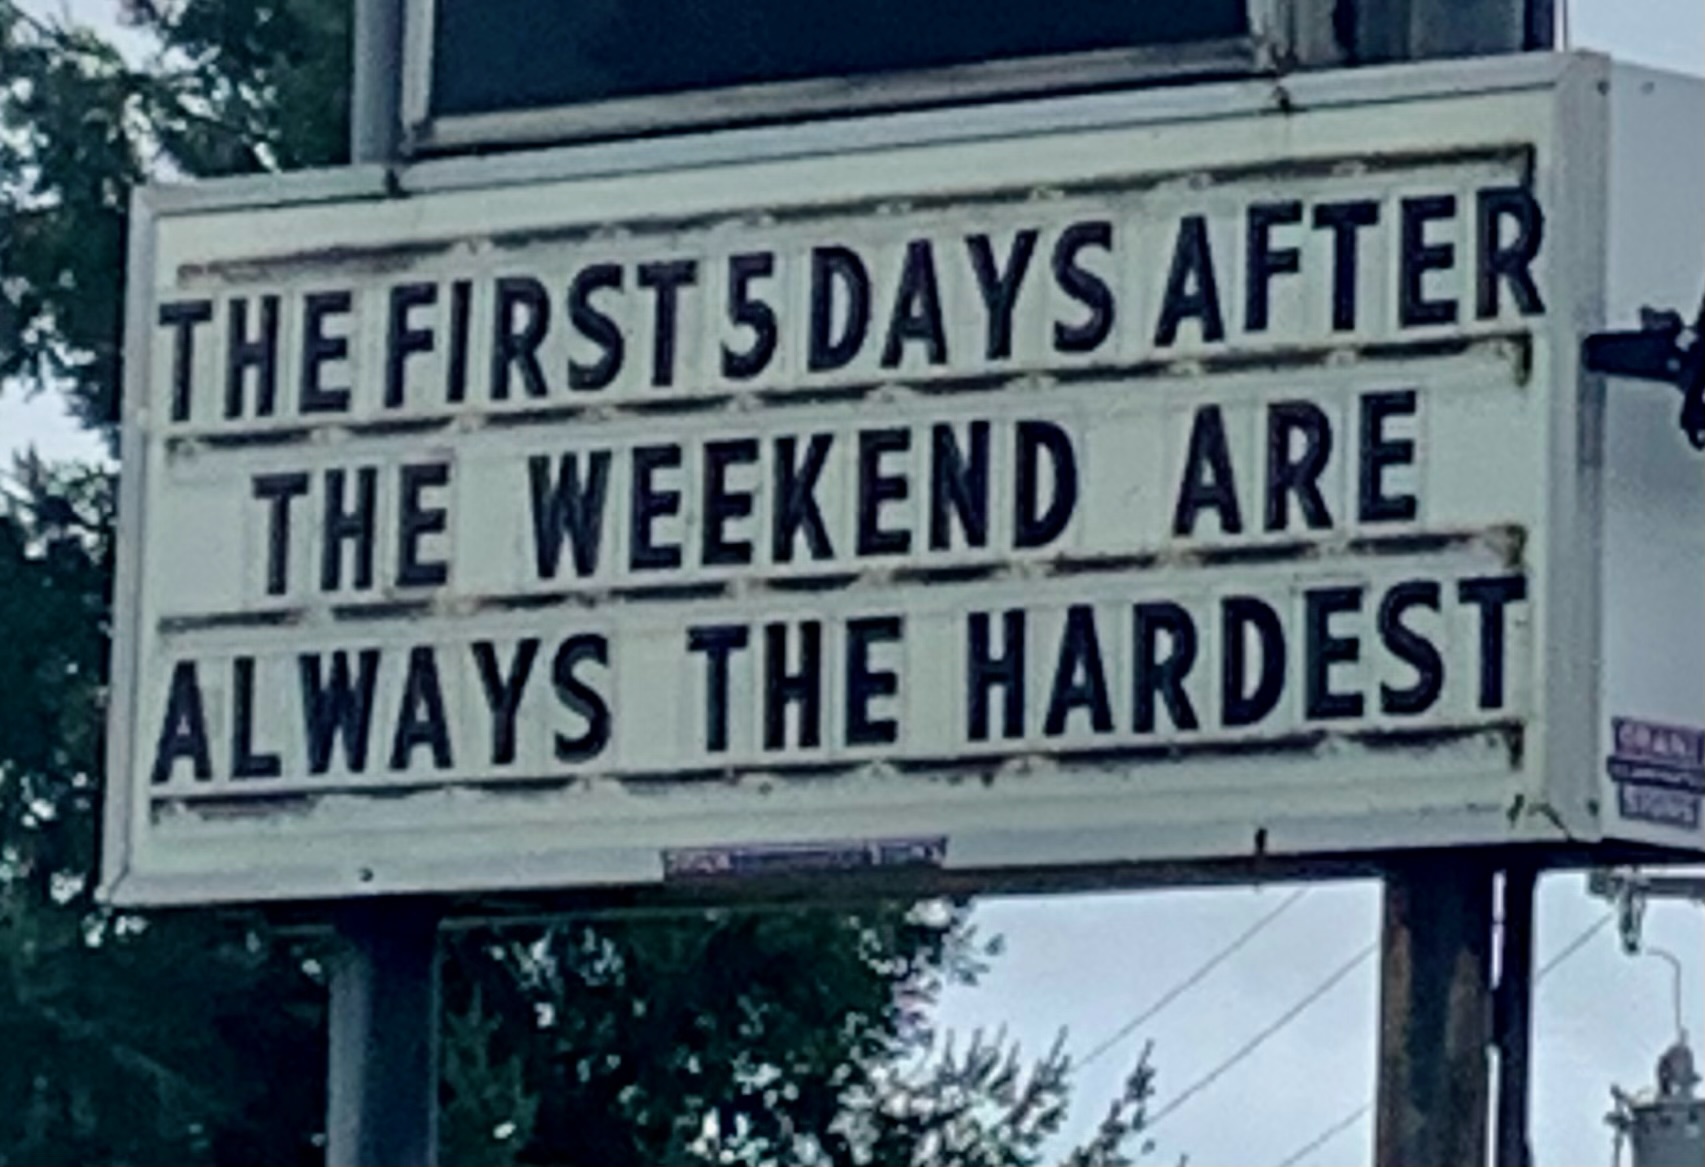 THE FIRST 5 DAYS AFTER
THE WEEKEND ARE
ALWAYS THE HARDEST